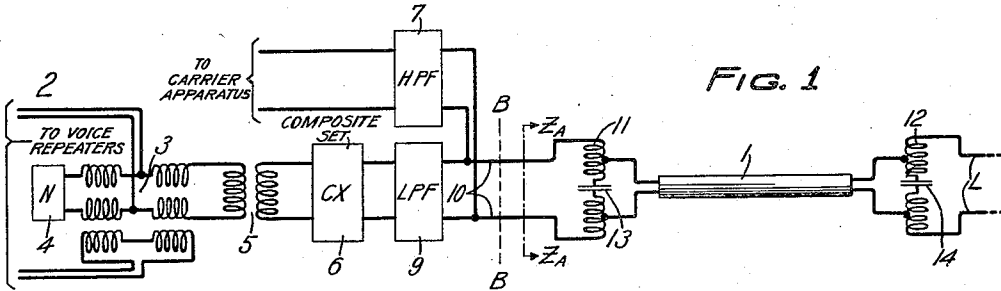 FIG. 1
7
HPF
TO
CARRIER
APPARATUS
2
TO VOICE
REPEATERS
3
N
4
5
COMPOSITE
SET
CX
6
LPF
9
10
B
B
Z_A
Z_A
11
13
1
12
14
L